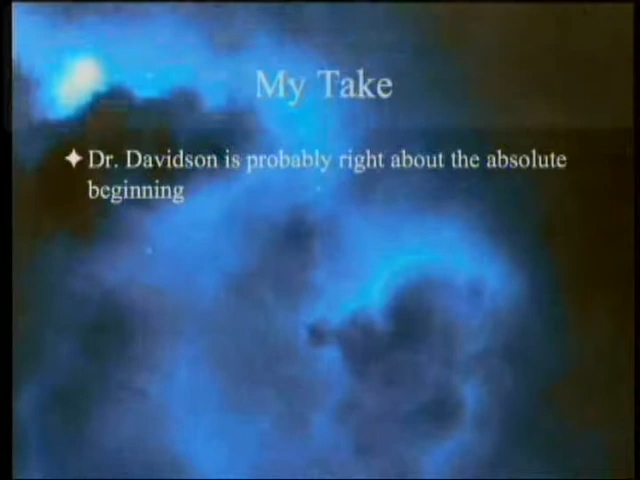 My Take
Dr. Davidson is probably right about the absolute
beginning